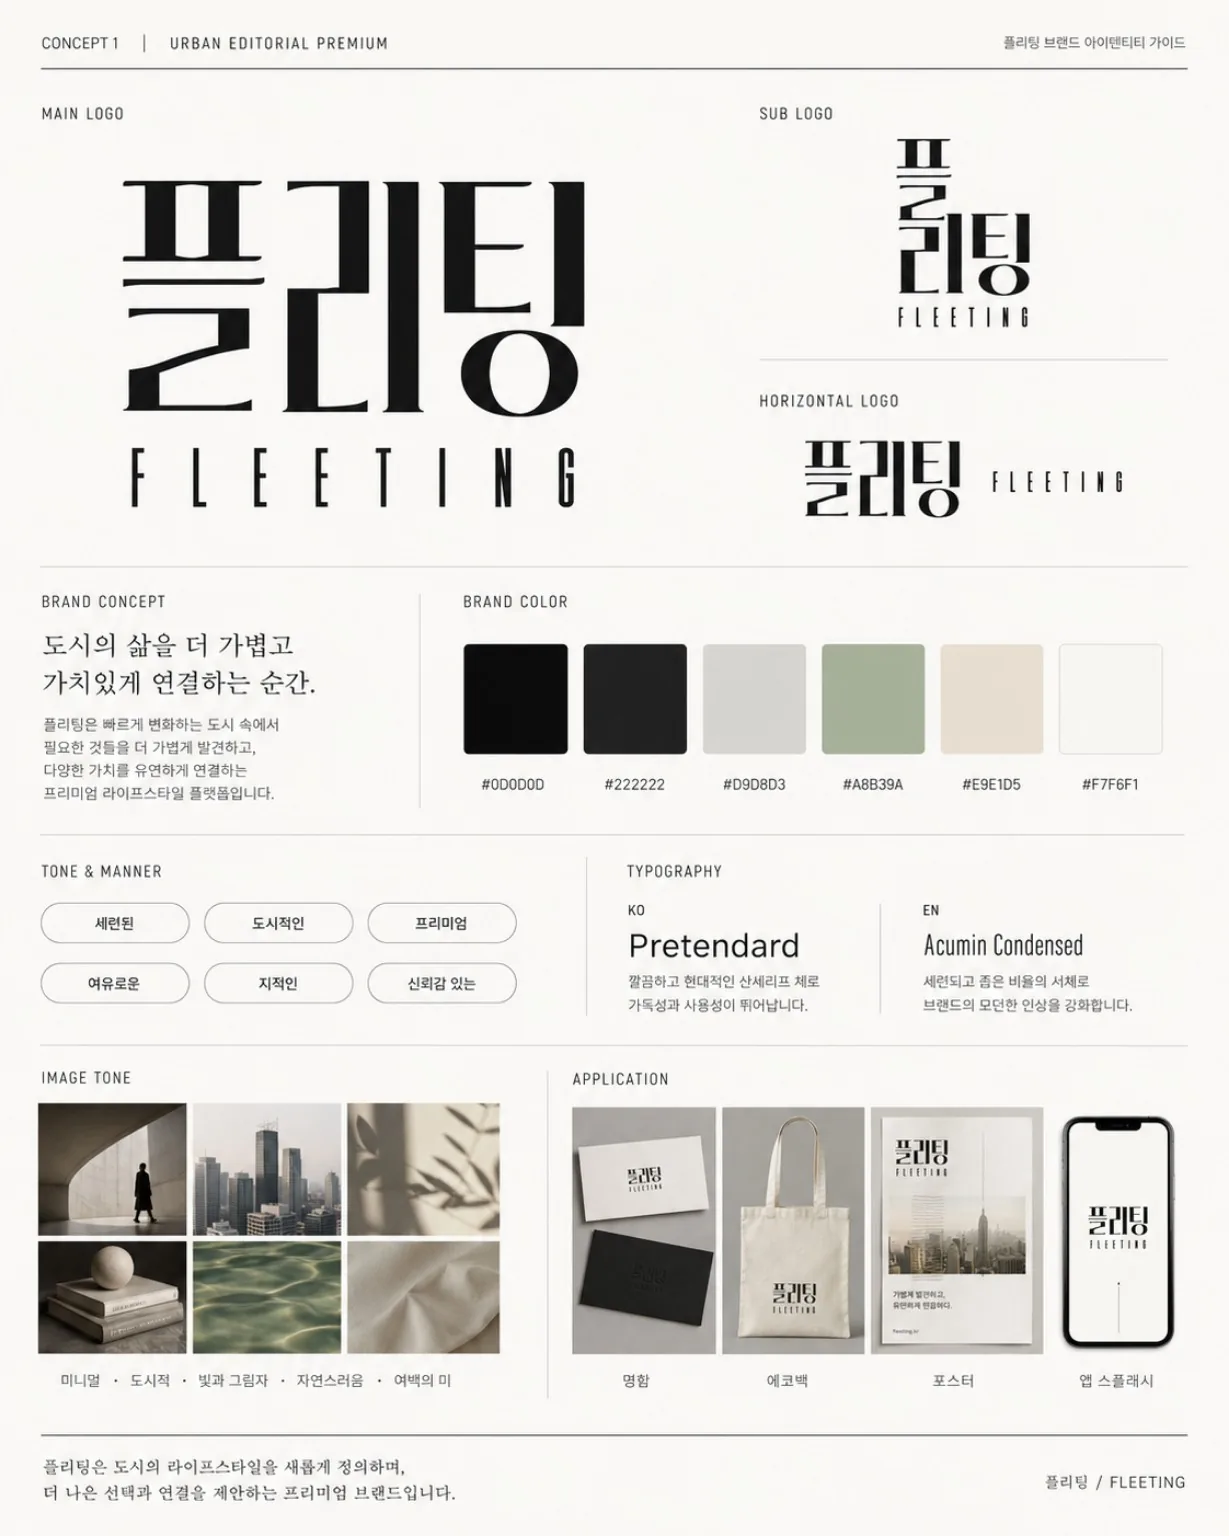 CONCEPT 1 | URBAN EDITORIAL PREMIUM
플리팅 브랜드 아이덴티티 가이드
MAIN LOGO
플리팅
FLEETING
SUB LOGO
플
리팅
FLEETING
HORIZONTAL LOGO
플리팅 FLEETING
BRAND CONCEPT
도시의 삶을 더 가볍고
가치있게 연결하는 순간.
플리팅은 빠르게 변화하는 도시 속에서
필요한 것들을 더 가볍게 발견하고,
다양한 가치를 유연하게 연결하는
프리미엄 라이프스타일 플랫폼입니다.
BRAND COLOR
#0D0D0D #222222 #D9D8D3 #A8B39A #E9E1D5 #F7F6F1
TONE & MANNER
세련된 도시적인 프리미엄
여유로운 지적인 신뢰감 있는
TYPOGRAPHY
KO
Pretendard
깔끔하고 현대적인 산세리프 체로
가독성과 사용성이 뛰어납니다.
EN
Acumin Condensed
세련되고 좁은 비율의 서체로
브랜드의 모던한 인상을 강화합니다.
IMAGE TONE
미니멀 • 도시적 • 빛과 그림자 • 자연스러움 • 여백의 미
APPLICATION
플리팅
FLEETING
플리팅
FLEETING
플리팅
FLEETING
가볍게 발견하고,
플리팅
FLEETING
명함 에코백 포스터 앱 스플래시
플리팅은 도시의 라이프스타일을 새롭게 정의하며,
더 나은 선택과 연결을 제안하는 프리미엄 브랜드입니다.
플리팅 / FLEETING